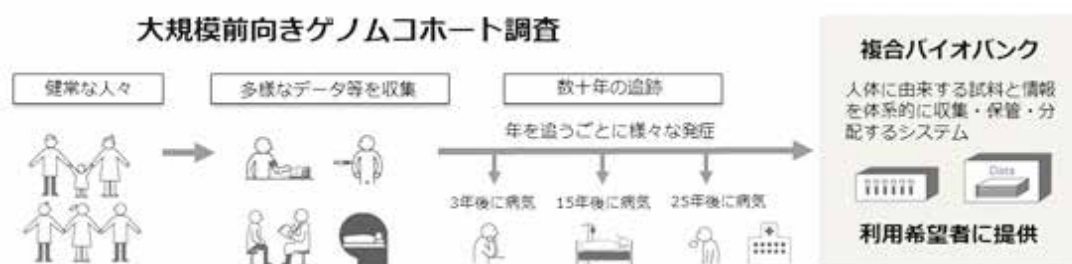 大規模前向きゲノムコホート調査
健常な人々
多様なデータ等を収集
数十年の追跡
年を追うごとに様々な発症
3年後に病気
15年後に病気
25年後に病気
複合バイオバンク
人体に由来する試料と情報
を体系的に収集・保管・分
配するシステム
Data
利用希望者に提供